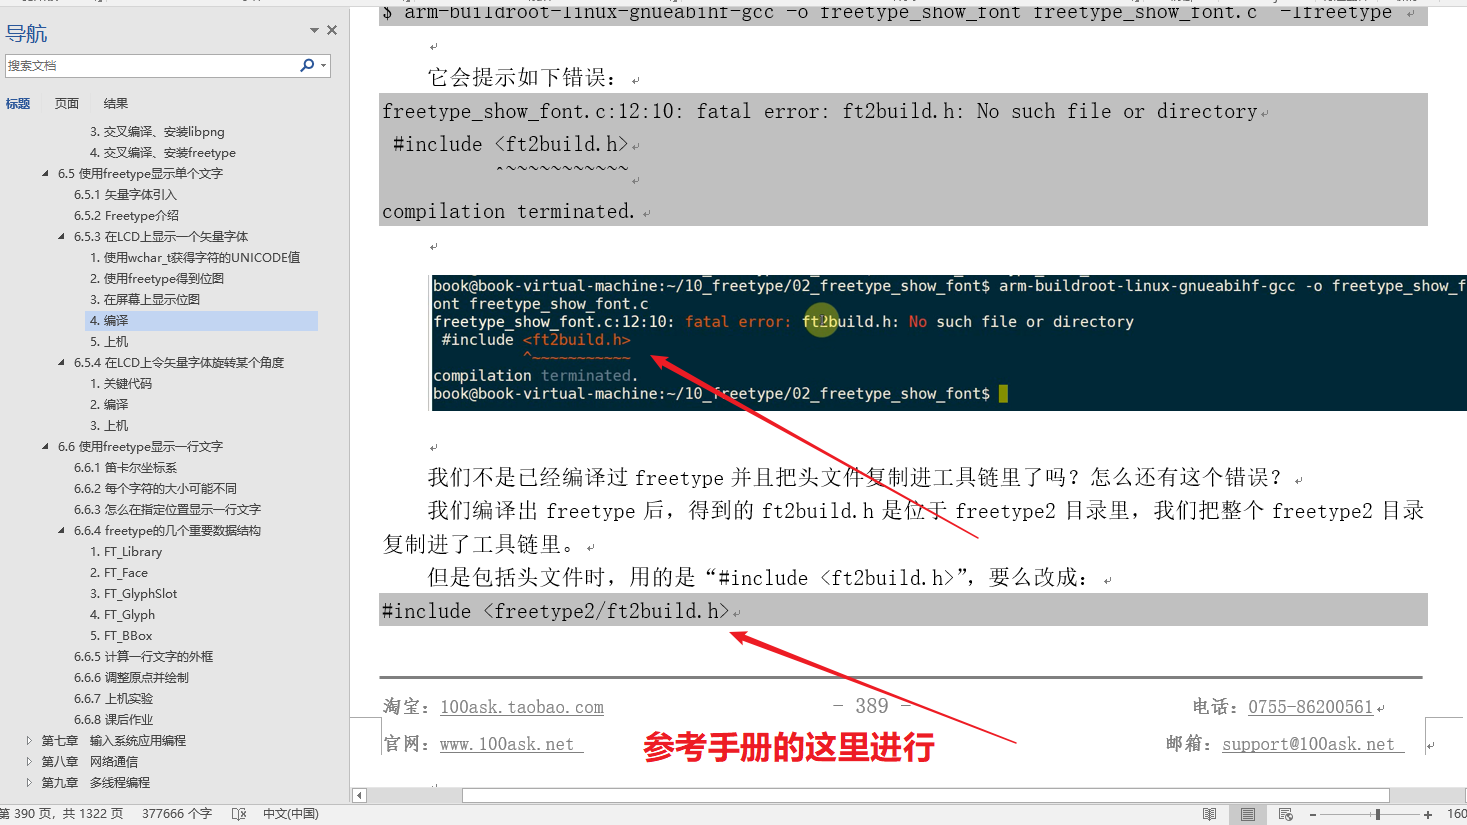 导航
搜索文档
标题 页面 结果
3. 交叉编译、安装libpng
4. 交叉编译、安装freetype
6.5 使用freetype显示单个文字
6.5.1 矢量字体引入
6.5.2 Freetype介绍
6.5.3 在LCD上显示一个矢量字体
1. 使用wchar_t获得字符的UNICODE值
2. 使用freetype得到位图
3. 在屏幕上显示位图
4. 编译
5. 上机
6.5.4 在LCD上令矢量字体旋转某个角度
1. 关键代码
2. 编译
3. 上机
6.6 使用freetype显示一行文字
6.6.1 笛卡尔坐标系
6.6.2 每个字符的大小可能不同
6.6.3 怎么在指定位置显示一行文字
6.6.4 freetype的几个重要数据结构
1. FT_Library
2. FT_Face
3. FT_GlyphSlot
4. FT_Glyph
5. FT_BBox
6.6.5 计算一行文字的外框
6.6.6 调整原点并绘制
6.6.7 上机实验
6.6.8 课后作业
第七章 输入系统应用编程
第八章 网络通信
第九章 多线程编程
$ arm-buildroot-linux-gnueabihf-gcc -o freetype_show_font freetype_show_font.c -lfreetype
它会提示如下错误：
freetype_show_font.c:12:10: fatal error: ft2build.h: No such file or directory
#include <ft2build.h>
^~~~~~~~~~~~
compilation terminated.
book@book-virtual-machine:~/10_freetype/02_freetype_show_font$ arm-buildroot-linux-gnueabihf-gcc -o freetype_show_f
ont freetype_show_font.c
freetype_show_font.c:12:10: fatal error: ft2build.h: No such file or directory
#include <ft2build.h>
^~~~~~~~~~~~
compilation terminated.
book@book-virtual-machine:~/10_freetype/02_freetype_show_font$
我们不是已经编译过 freetype 并且把头文件复制进工具链里了吗？怎么还有这个错误？
我们编译出 freetype 后，得到的 ft2build.h 是位于 freetype2 目录里，我们把整个 freetype2 目录
复制进了工具链里。
但是包括头文件时，用的是“#include <ft2build.h>”，要么改成：
#include <freetype2/ft2build.h>
淘宝：100ask.taobao.com - 389 - 电话：0755-86200561
官网：www.100ask.net 邮箱：support@100ask.net
参考手册的这里进行
第 390 页，共 1322 页 377666 个字 中文(中国) 160